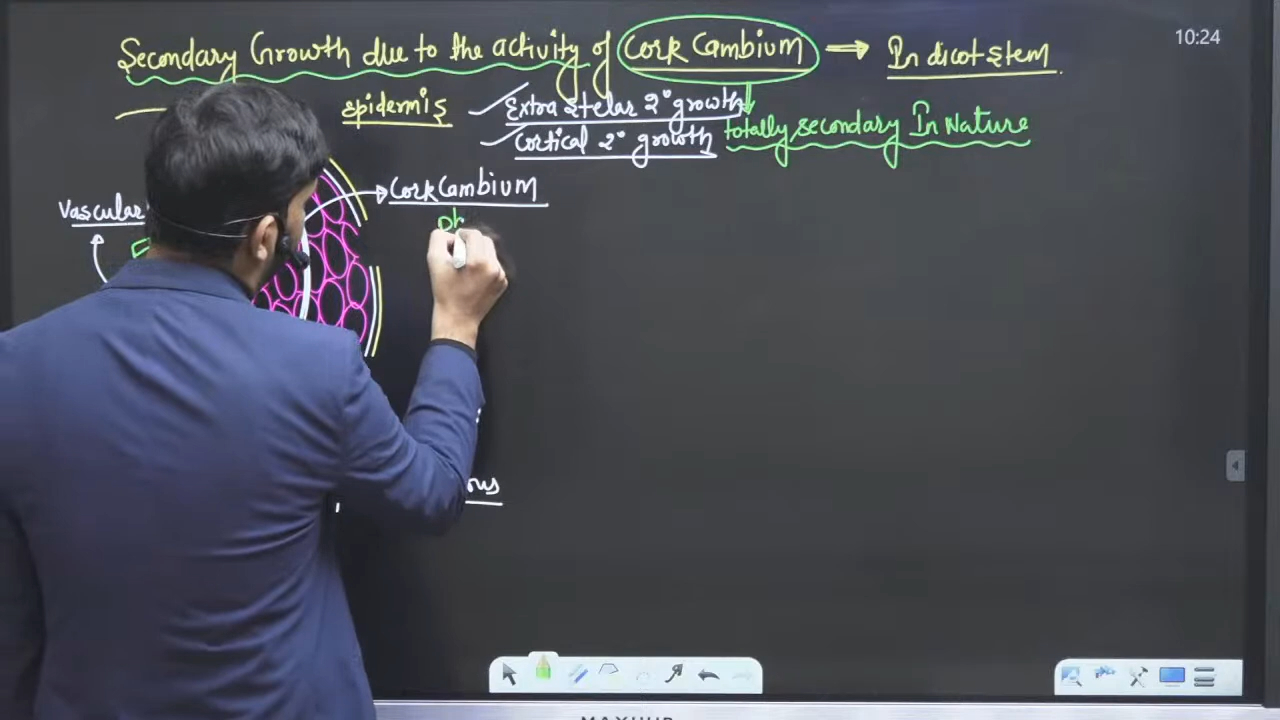 Secondary Growth due to the activity of Cork Cambium → In dicot stem
10:24
epidermis
Extra stelar 2° growth
Cortical 2° growth
totally secondary In Nature
Cork Cambium
Vascular
ph